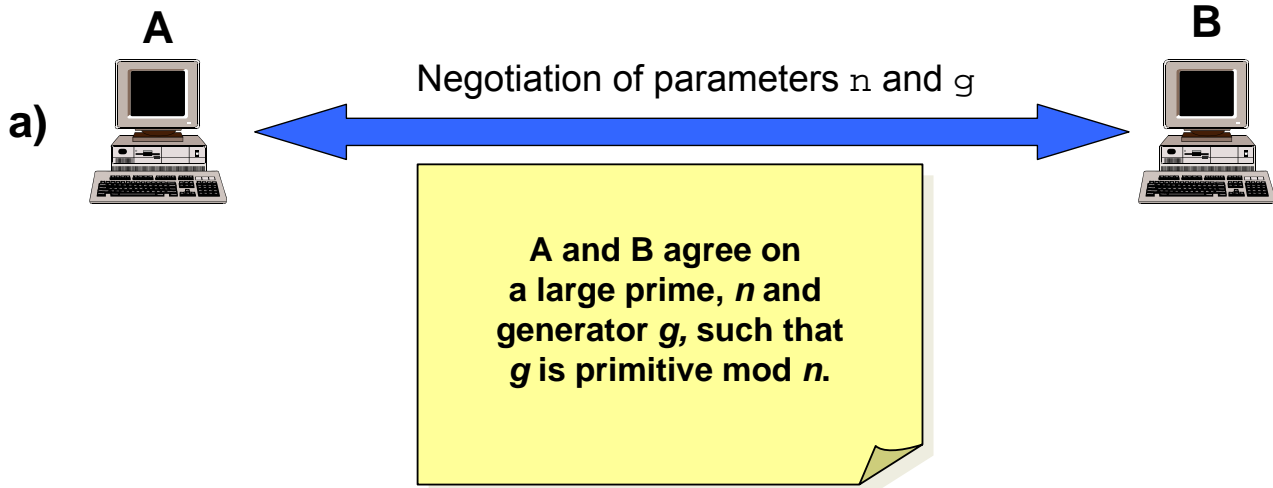 A
B
a)
Negotiation of parameters n and g
A and B agree on
a large prime, n and
generator g, such that
g is primitive mod n.